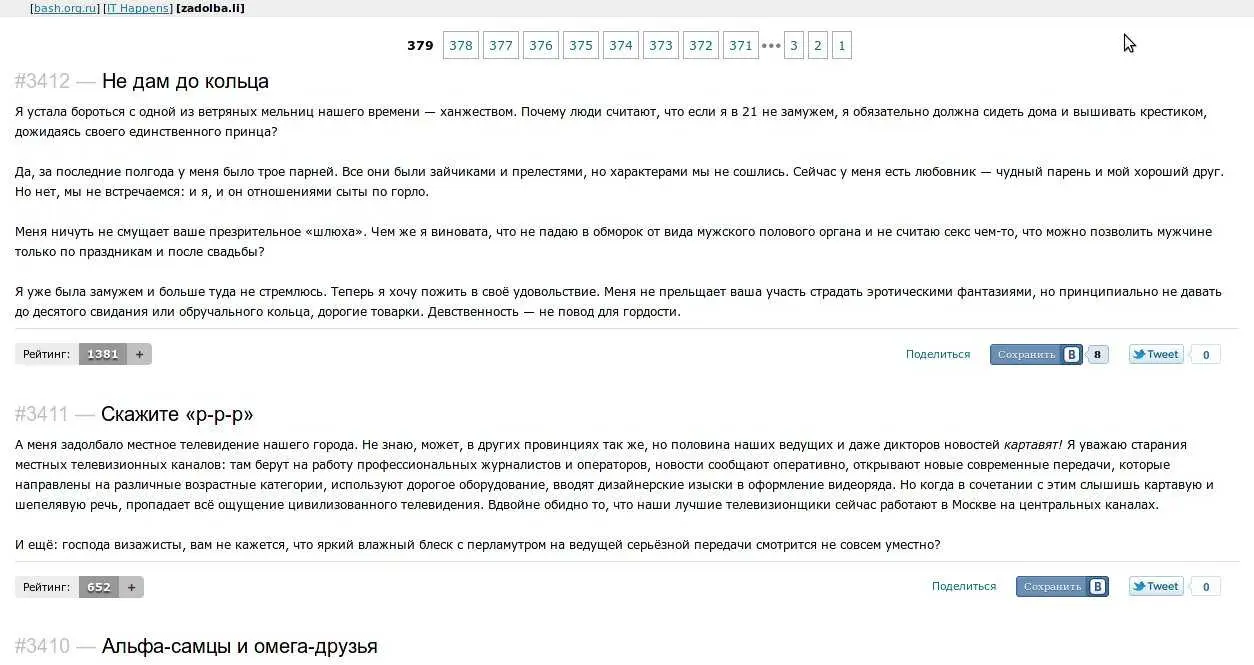 [bash.org.ru] [IT Happens] [zadolba.li]
379 378 377 376 375 374 373 372 371 ••• 3 2 1
#3412 — Не дам до кольца
Я устала бороться с одной из ветряных мельниц нашего времени — ханжеством. Почему люди считают, что если я в 21 не замужем, я обязательно должна сидеть дома и вышивать крестиком,
дожидаясь своего единственного принца?
Да, за последние полгода у меня было трое парней. Все они были зайчиками и прелестями, но характерами мы не сошлись. Сейчас у меня есть любовник — чудный парень и мой хороший друг.
Но нет, мы не встречаемся: и я, и он отношениями сыты по горло.
Меня ничуть не смущает ваше презрительное «шлюха». Чем же я виновата, что не падаю в обморок от вида мужского полового органа и не считаю секс чем-то, что можно позволить мужчине
только по праздникам и после свадьбы?
Я уже была замужем и больше туда не стремлюсь. Теперь я хочу пожить в своё удовольствие. Меня не прельщает ваша участь страдать эротическими фантазиями, но принципиально не давать
до десятого свидания или обручального кольца, дорогие товарки. Девственность — не повод для гордости.
Рейтинг: 1381 + Поделиться Сохранить B 8 Tweet 0
#3411 — Скажите «р-р-р»
А меня задолбало местное телевидение нашего города. Не знаю, может, в других провинциях так же, но половина наших ведущих и даже дикторов новостей картавят! Я уважаю старания
местных телевизионных каналов: там берут на работу профессиональных журналистов и операторов, новости сообщают оперативно, открывают новые современные передачи, которые
направлены на различные возрастные категории, используют дорогое оборудование, вводят дизайнерские изыски в оформление видеоряда. Но когда в сочетании с этим слышишь картавую и
шепелявую речь, пропадает всё ощущение цивилизованного телевидения. Вдвойне обидно то, что наши лучшие телевизионщики сейчас работают в Москве на центральных каналах.
И ещё: господа визажисты, вам не кажется, что яркий влажный блеск с перламутром на ведущей серьёзной передачи смотрится не совсем уместно?
Рейтинг: 652 + Поделиться Сохранить B Tweet 0
#3410 — Альфа-самцы и омега-друзья